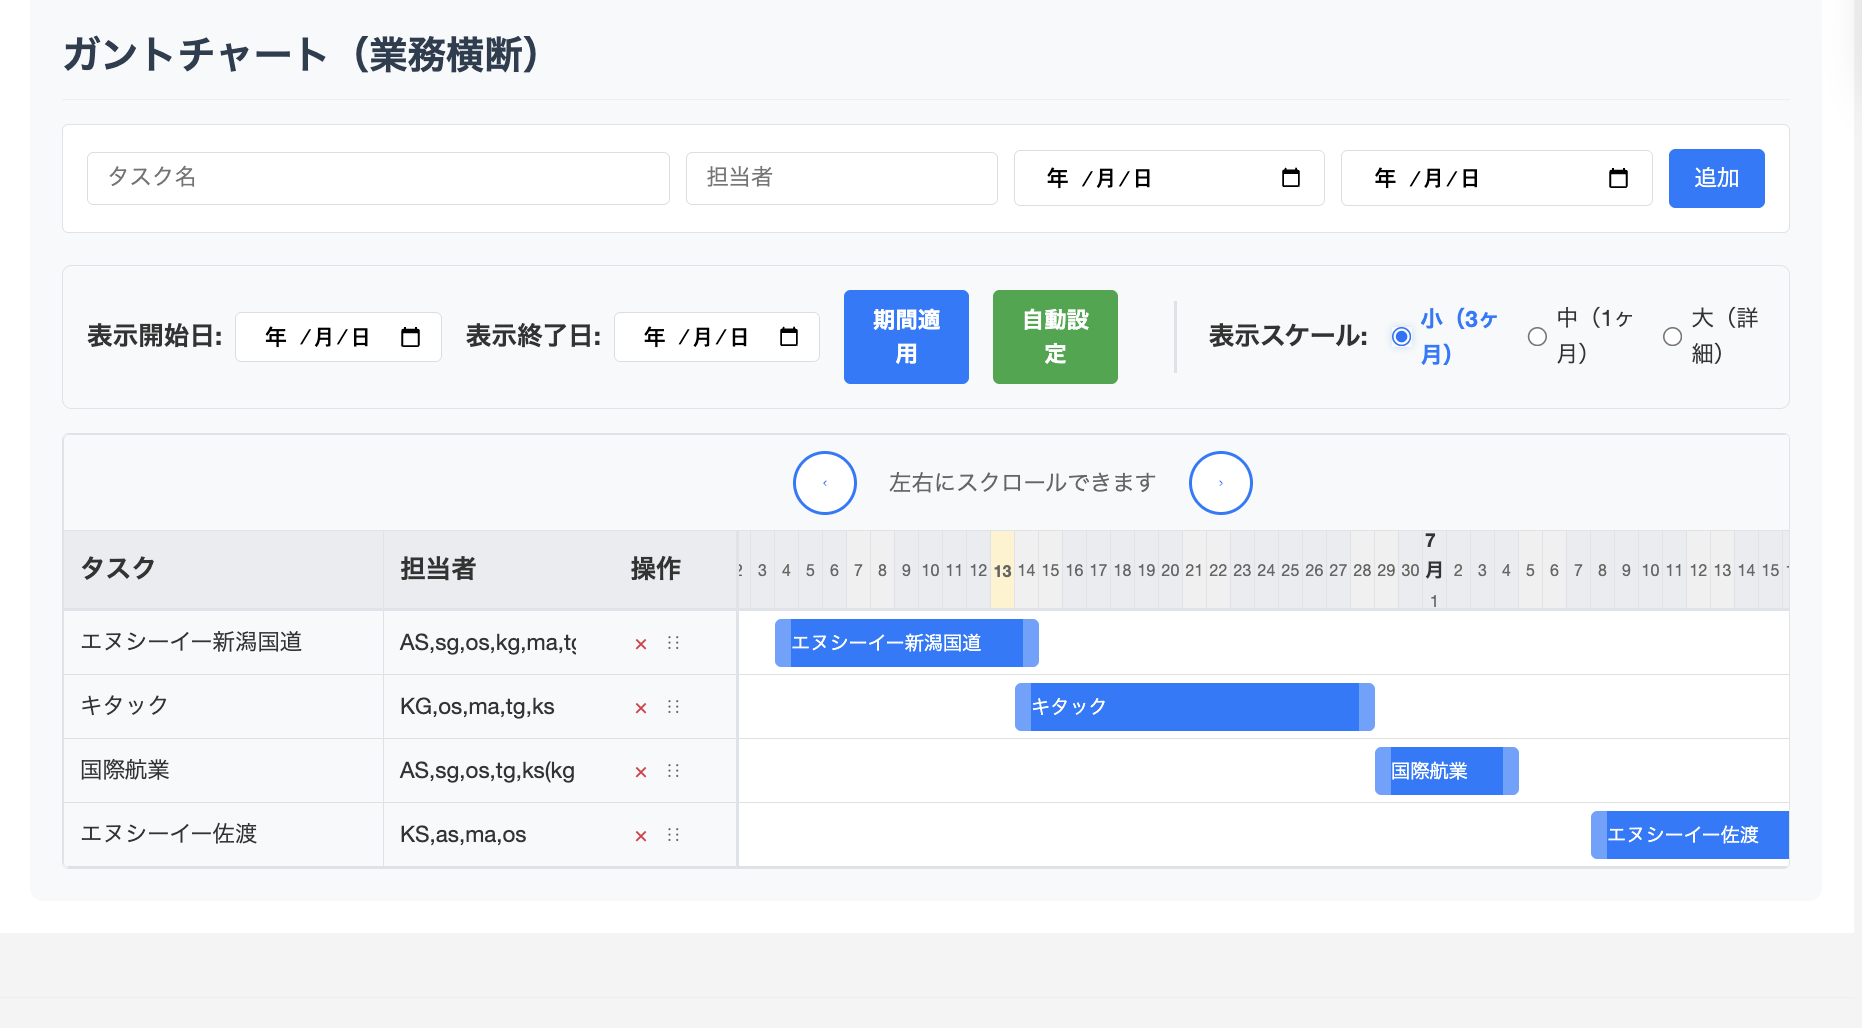 ガントチャート（業務横断）
タスク名
担当者
年 /月/日
年 /月/日
追加
表示開始日:
年 /月/日
表示終了日:
年 /月/日
期間適
用
自動設
定
表示スケール:
小（3ヶ
月）
中（1ヶ
月）
大（詳
細）
‹
左右にスクロールできます
›
タスク 担当者 操作
3 4 5 6 7 8 9 10 11 12 13 14 15 16 17 18 19 20 21 22 23 24 25 26 27 28 29 30 7月 1 2 3 4 5 6 7 8 9 10 11 12 13 14 15
エヌシーイー新潟国道 AS,sg,os,kg,ma,tg × エヌシーイー新潟国道
キタック KG,os,ma,tg,ks × キタック
国際航業 AS,sg,os,tg,ks(kg × 国際航業
エヌシーイー佐渡 KS,as,ma,os × エヌシーイー佐渡